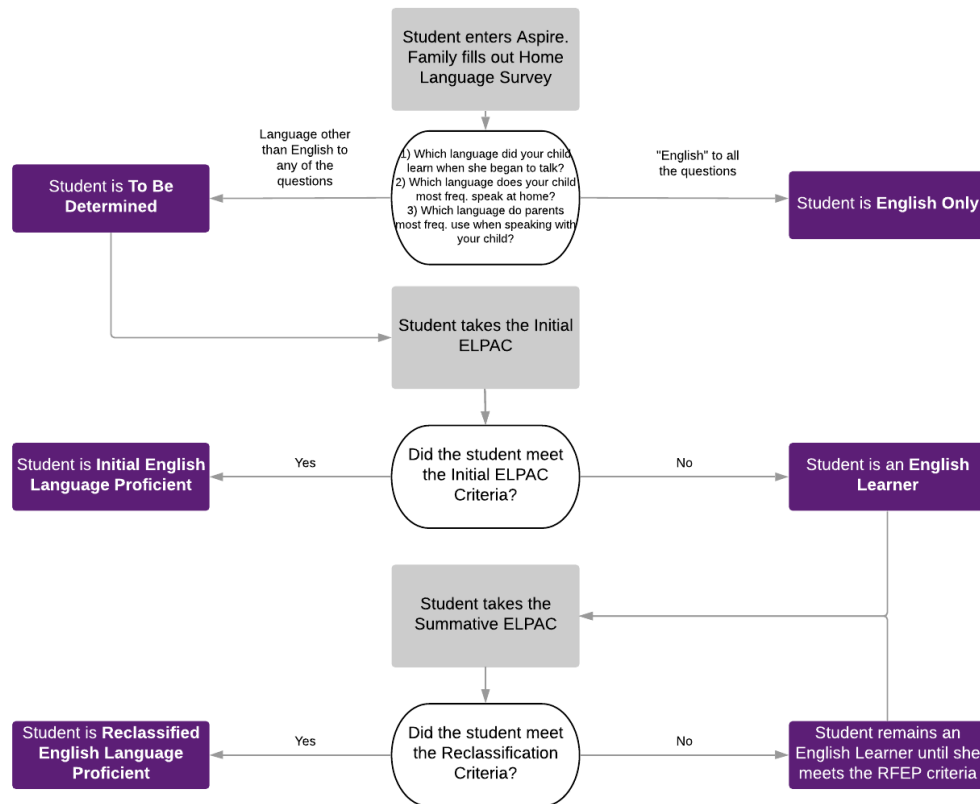 Student enters Aspire.
Family fills out Home
Language Survey
Language other
than English to
any of the
questions
1) Which language did your child
learn when she began to talk?
2) Which language does your child
most freq. speak at home?
3) Which language do parents
most freq. use when speaking with
your child?
"English" to all
the questions
Student is To Be
Determined
Student is English Only
Student takes the Initial
ELPAC
Student is Initial English
Language Proficient
Yes
Did the student meet
the Initial ELPAC
Criteria?
No
Student is an English
Learner
Student takes the
Summative ELPAC
Student is Reclassified
English Language
Proficient
Yes
Did the student meet
the Reclassification
Criteria?
No
Student remains an
English Learner until she
meets the RFEP criteria